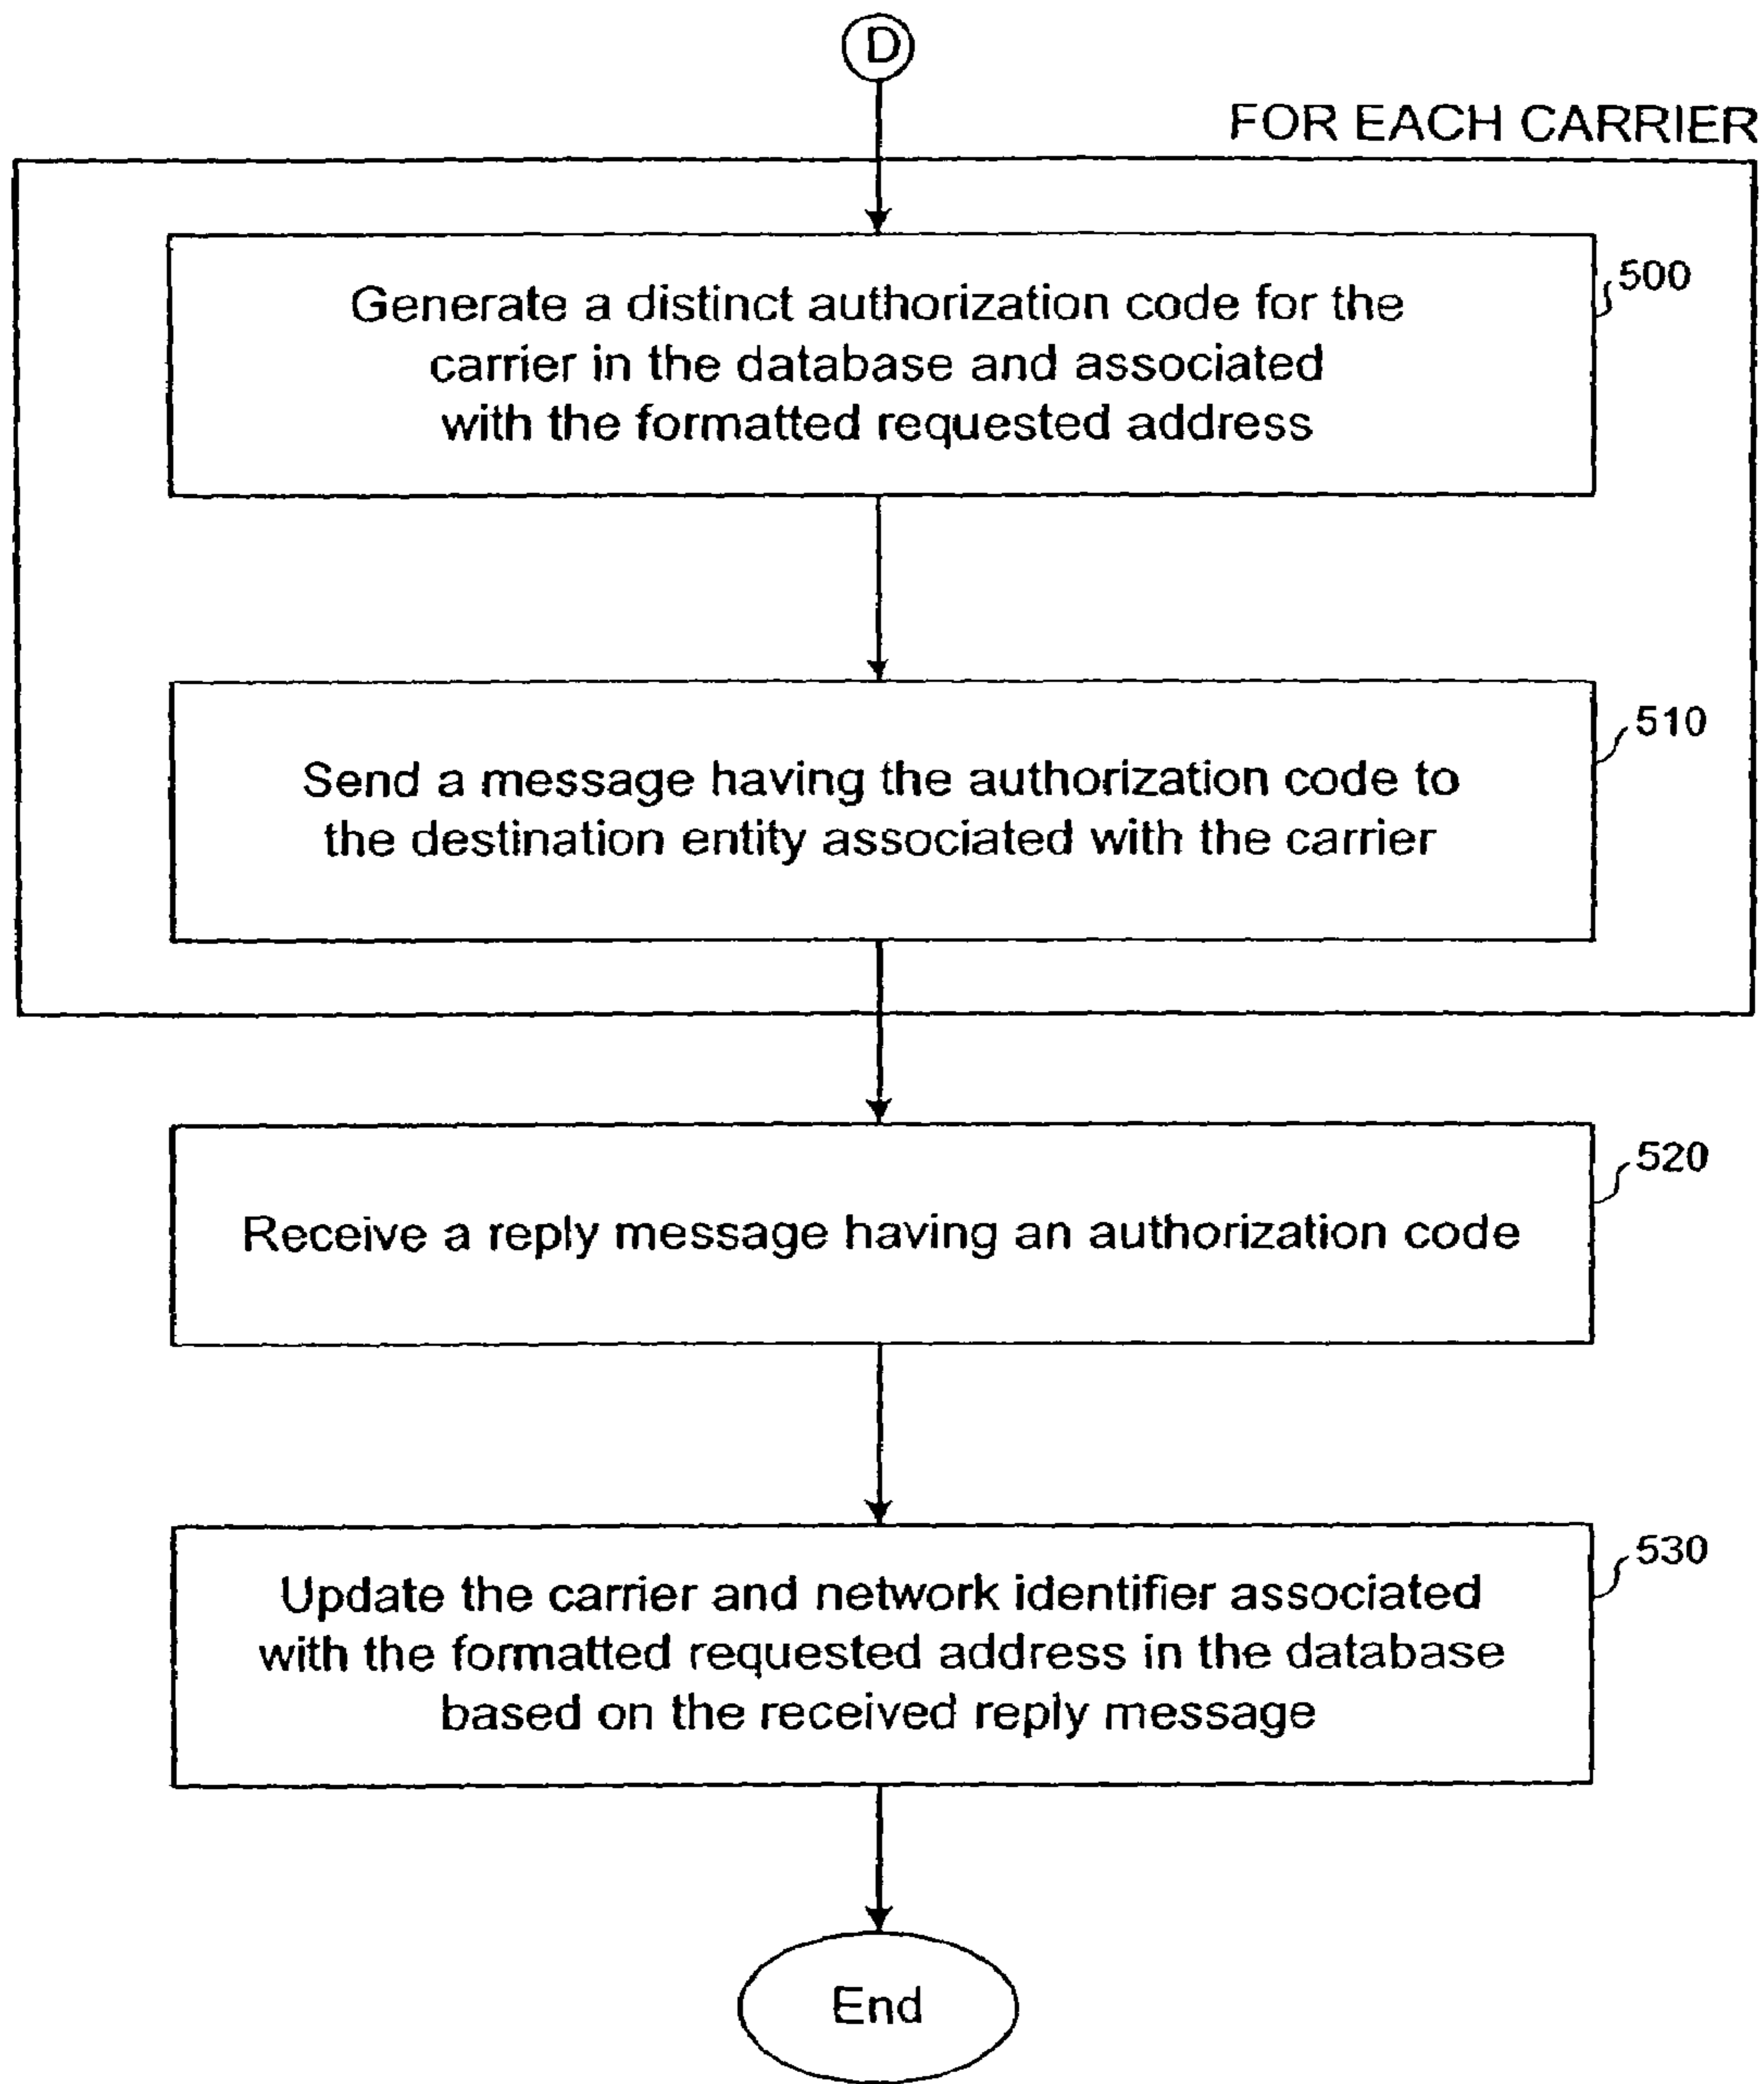 D
FOR EACH CARRIER
500
Generate a distinct authorization code for the
carrier in the database and associated
with the formatted requested address
510
Send a message having the authorization code to
the destination entity associated with the carrier
520
Receive a reply message having an authorization code
530
Update the carrier and network identifier associated
with the formatted requested address in the database
based on the received reply message
End